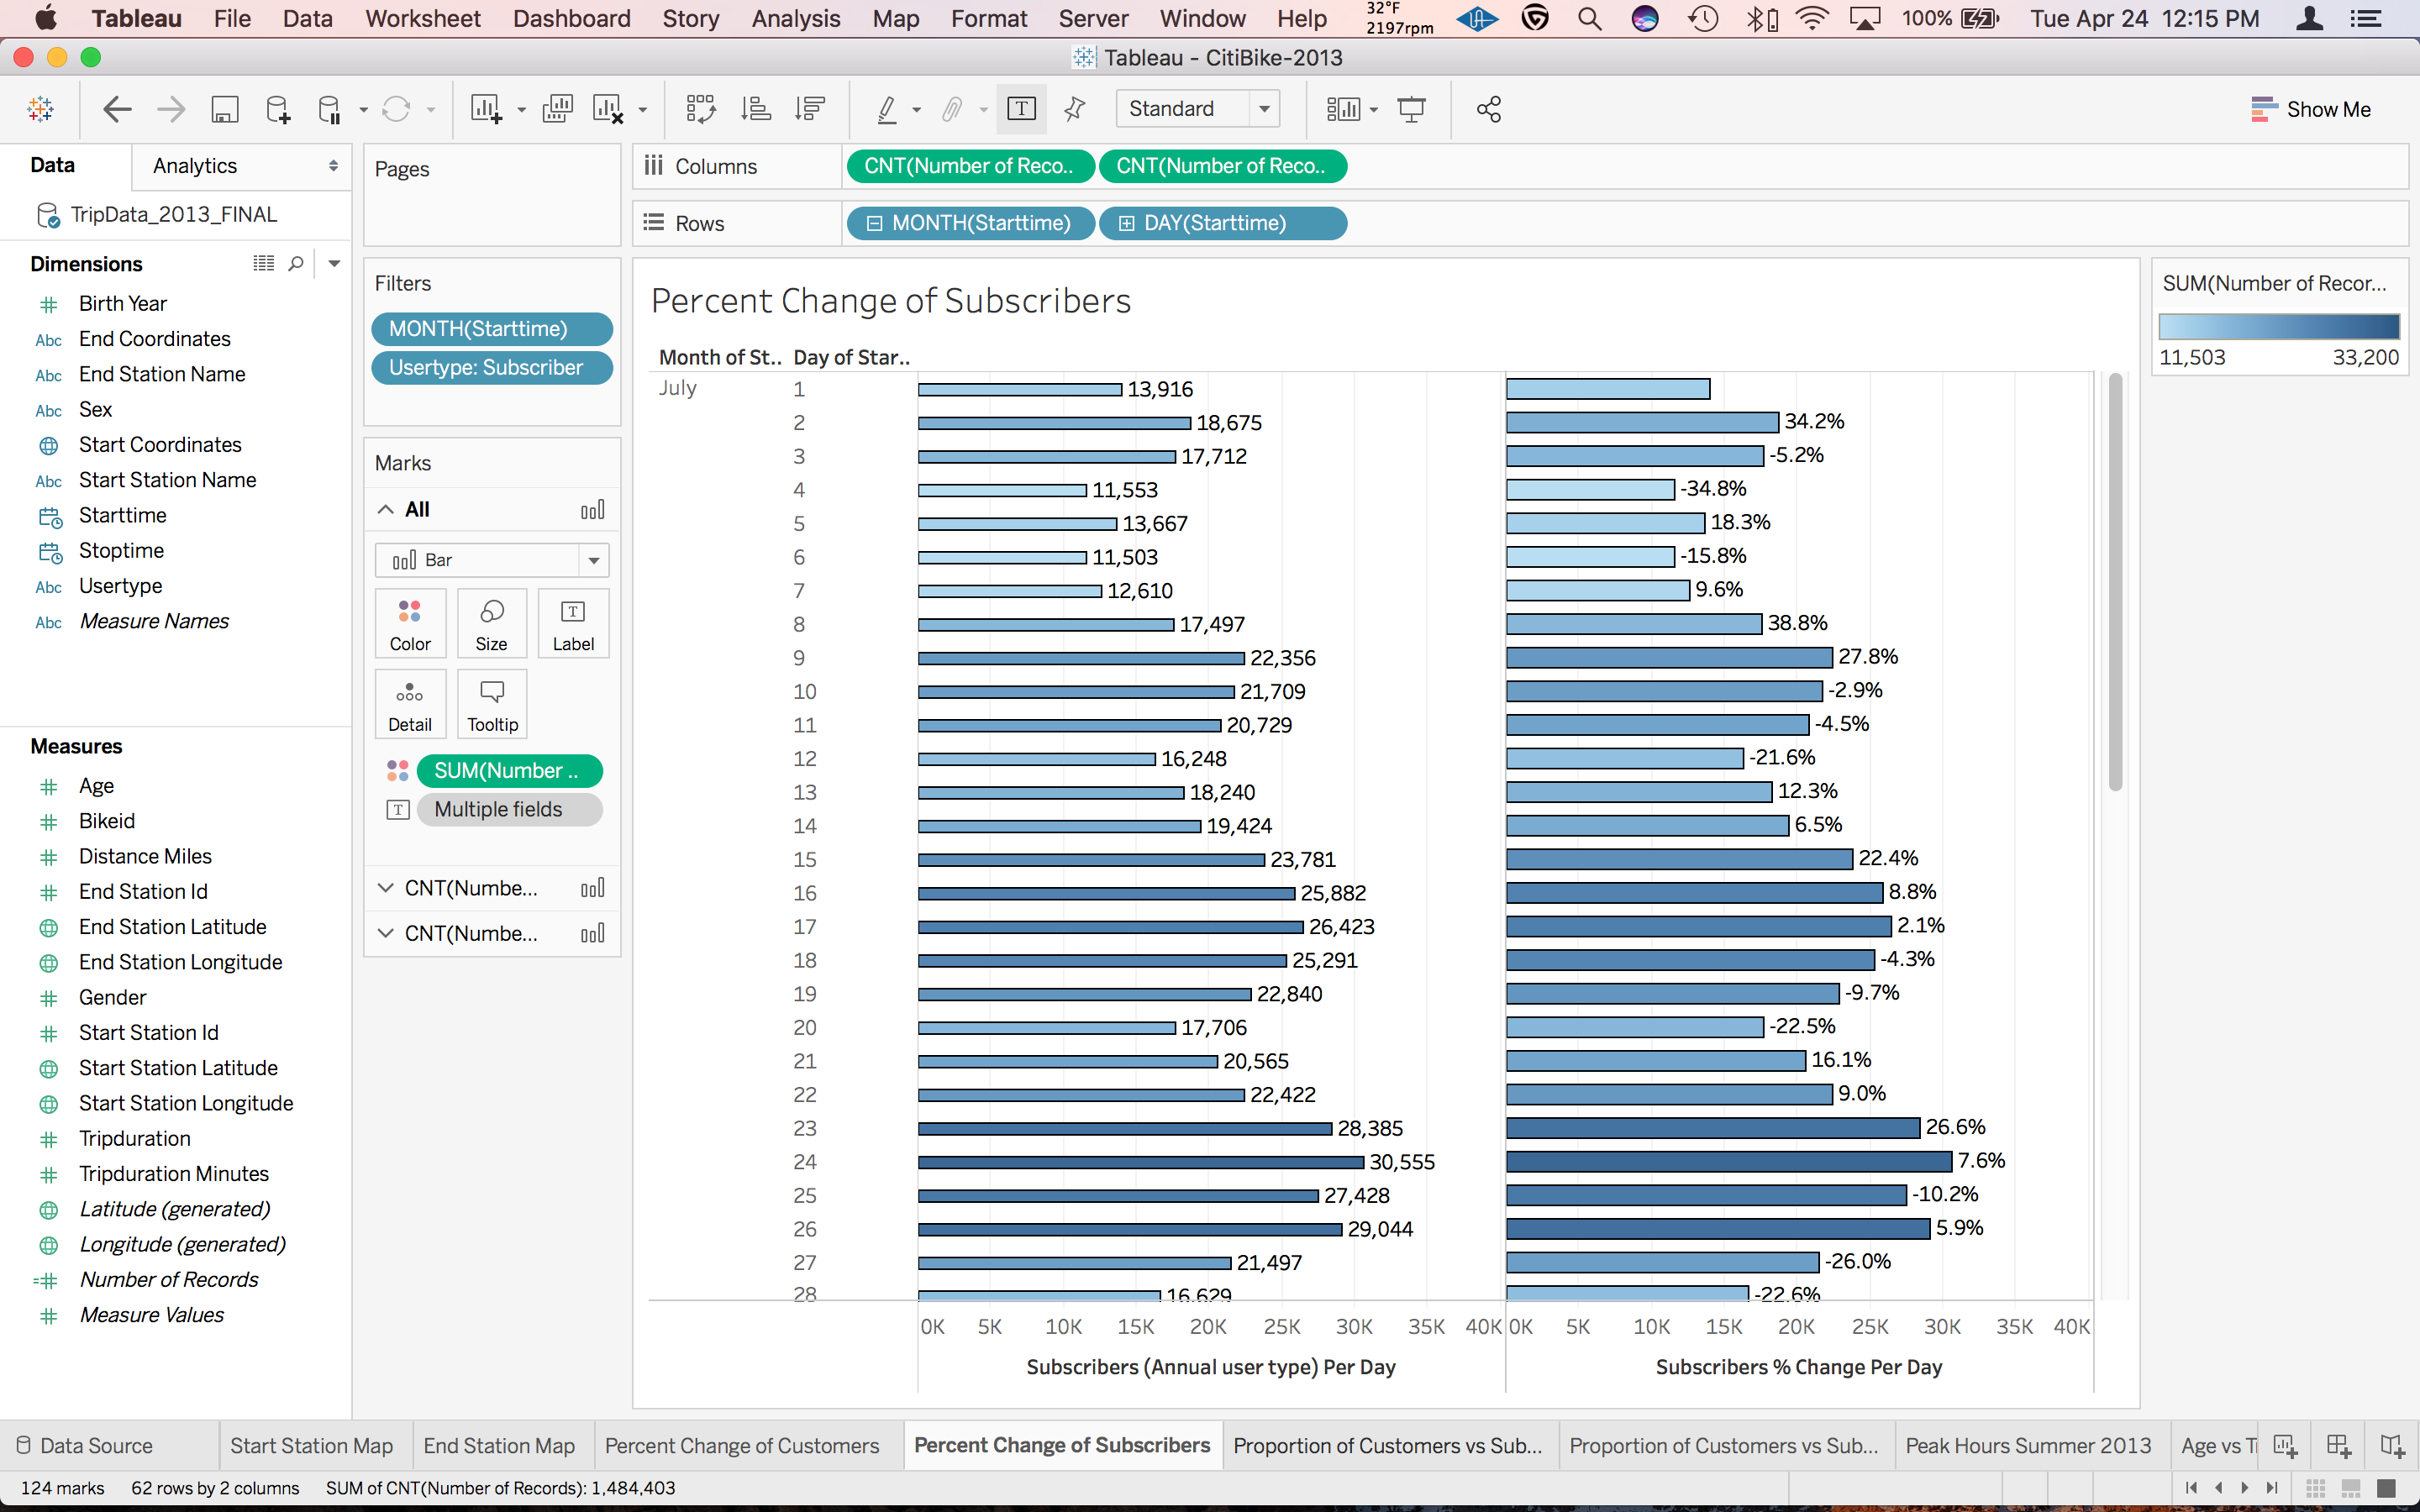 Tableau File Data Worksheet Dashboard Story Analysis Map Format Server Window Help 32°F 2197rpm 100% Tue Apr 24 12:15 PM
Tableau - CitiBike-2013
Standard
Show Me
Data Analytics
TripData_2013_FINAL
Dimensions
Birth Year
Abc End Coordinates
Abc End Station Name
Abc Sex
Start Coordinates
Abc Start Station Name
Starttime
Stoptime
Abc Usertype
Abc Measure Names
Measures
Age
Bikeid
Distance Miles
End Station Id
End Station Latitude
End Station Longitude
Gender
Start Station Id
Start Station Latitude
Start Station Longitude
Tripduration
Tripduration Minutes
Latitude (generated)
Longitude (generated)
Number of Records
Measure Values
Pages
Filters
MONTH(Starttime)
Usertype: Subscriber
Marks
All
Bar
Color Size Label
Detail Tooltip
SUM(Number ..
Multiple fields
CNT(Numbe...
CNT(Numbe...
Columns CNT(Number of Reco.. CNT(Number of Reco..
Rows MONTH(Starttime) DAY(Starttime)
Percent Change of Subscribers
Month of St.. Day of Star..
July 1 13,916
2 18,675 34.2%
3 17,712 -5.2%
4 11,553 -34.8%
5 13,667 18.3%
6 11,503 -15.8%
7 12,610 9.6%
8 17,497 38.8%
9 22,356 27.8%
10 21,709 -2.9%
11 20,729 -4.5%
12 16,248 -21.6%
13 18,240 12.3%
14 19,424 6.5%
15 23,781 22.4%
16 25,882 8.8%
17 26,423 2.1%
18 25,291 -4.3%
19 22,840 -9.7%
20 17,706 -22.5%
21 20,565 16.1%
22 22,422 9.0%
23 28,385 26.6%
24 30,555 7.6%
25 27,428 -10.2%
26 29,044 5.9%
27 21,497 -26.0%
28 16,629 -22.6%
0K 5K 10K 15K 20K 25K 30K 35K 40K 0K 5K 10K 15K 20K 25K 30K 35K 40K
Subscribers (Annual user type) Per Day Subscribers % Change Per Day
SUM(Number of Recor...
11,503 33,200
Data Source Start Station Map End Station Map Percent Change of Customers Percent Change of Subscribers Proportion of Customers vs Sub... Proportion of Customers vs Sub... Peak Hours Summer 2013 Age vs T
124 marks 62 rows by 2 columns SUM of CNT(Number of Records): 1,484,403